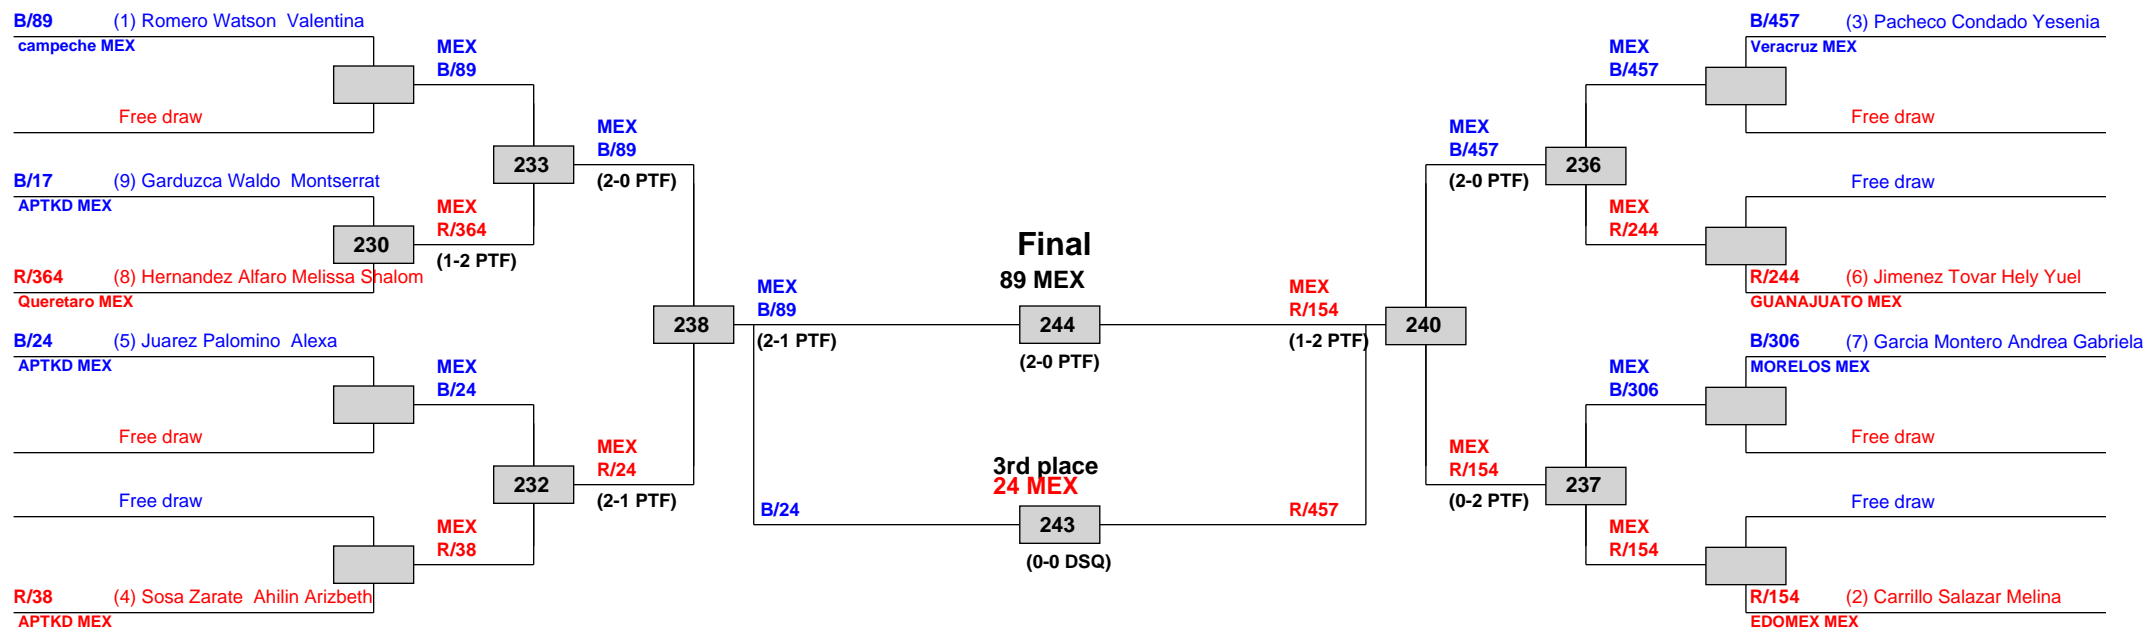 B/89 (1) Romero Watson  Valentina
campeche MEX
Free draw
B/17 (9) Garduzca Waldo  Montserrat
APTKD MEX
R/364 (8) Hernandez Alfaro Melissa Shalom
Queretaro MEX
B/24 (5) Juarez Palomino  Alexa
APTKD MEX
Free draw
Free draw
R/38 (4) Sosa Zarate  Ahilin Arizbeth
APTKD MEX
MEX
B/89
230
MEX
R/364
(1-2 PTF)
MEX
B/24
MEX
R/38
233
MEX
B/89
(2-0 PTF)
232
MEX
R/24
(2-1 PTF)
238
MEX
B/89
(2-1 PTF)
B/24
Final
89 MEX
244
(2-0 PTF)
3rd place
24 MEX
243
(0-0 DSQ)
MEX
R/154
(1-2 PTF)
R/457
240
MEX
B/457
(2-0 PTF)
236
MEX
R/154
(0-2 PTF)
237
MEX
B/457
MEX
R/244
MEX
B/306
MEX
R/154
B/457 (3) Pacheco Condado Yesenia
Veracruz MEX
Free draw
Free draw
R/244 (6) Jimenez Tovar Hely Yuel
GUANAJUATO MEX
B/306 (7) Garcia Montero Andrea Gabriela
MORELOS MEX
Free draw
Free draw
R/154 (2) Carrillo Salazar Melina
EDOMEX MEX